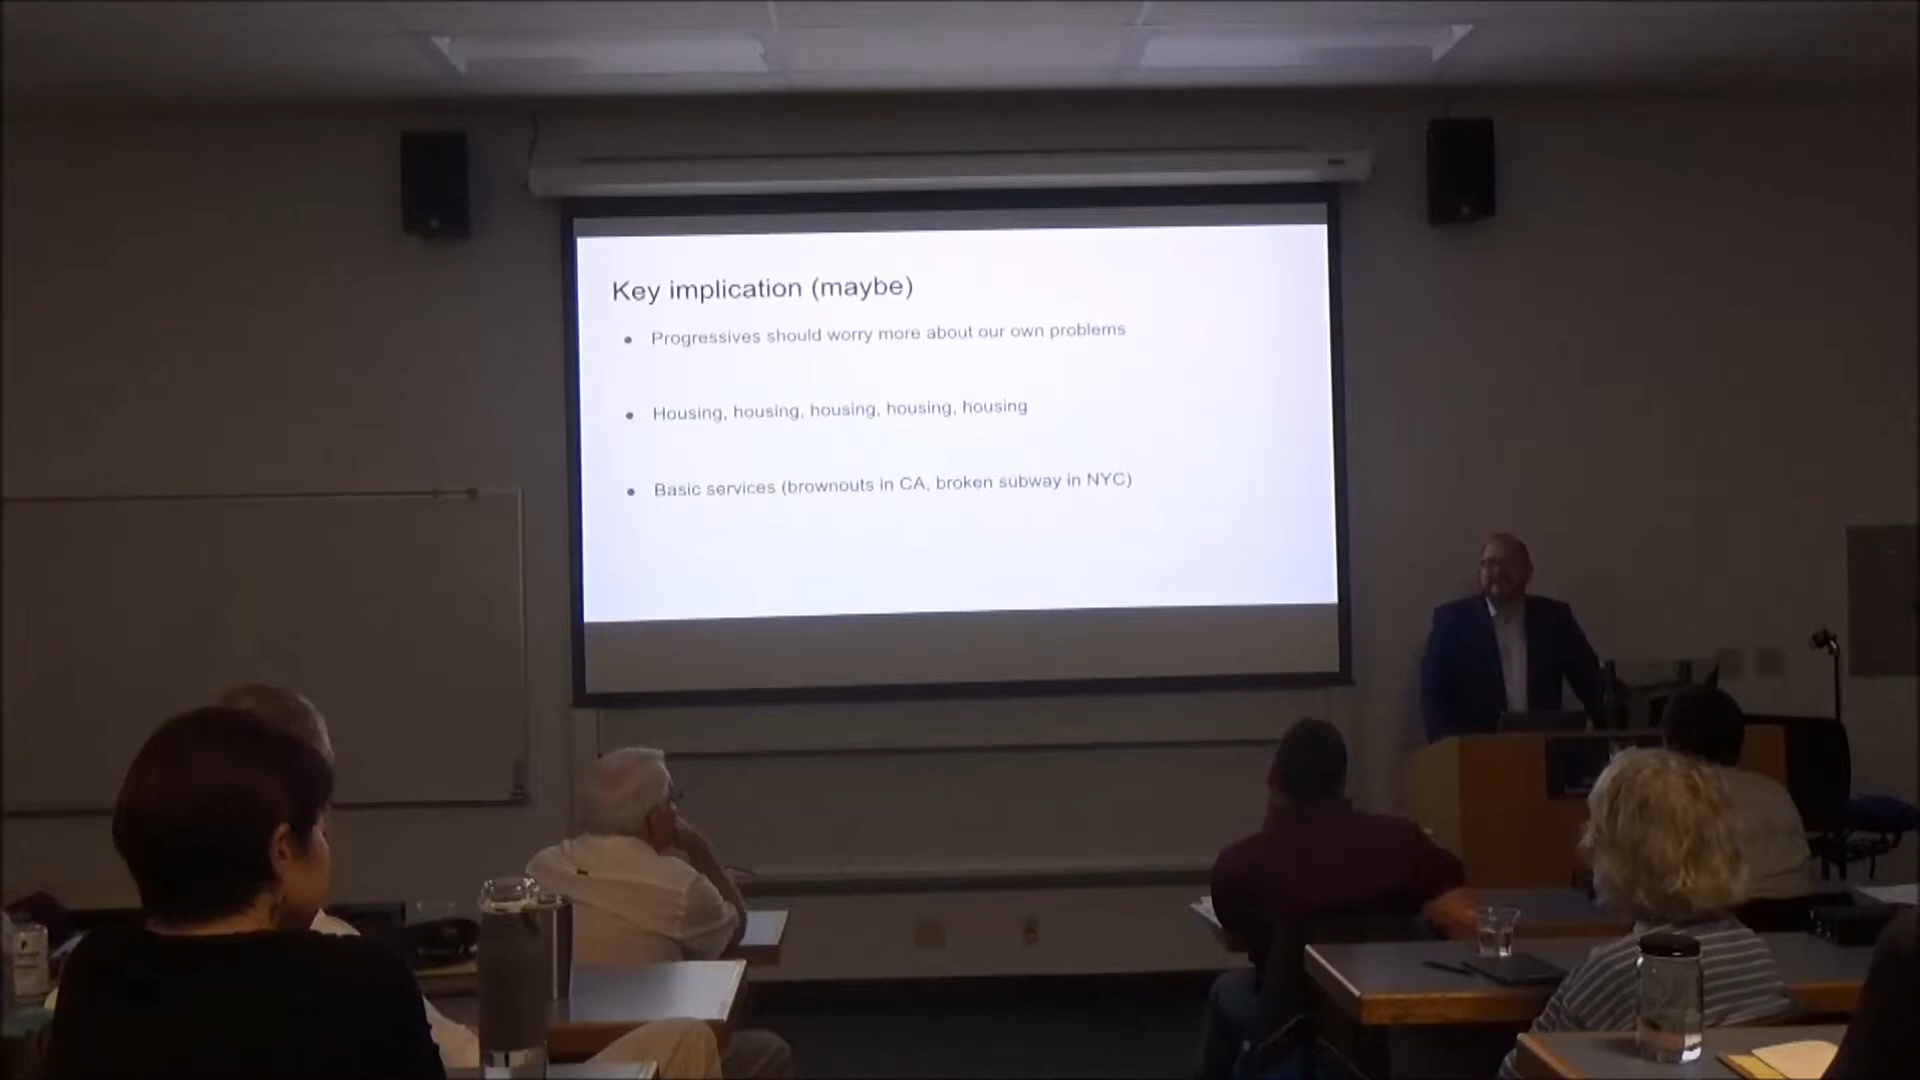 Key implication (maybe)
Progressives should worry more about our own problems
Housing, housing, housing, housing, housing
Basic services (brownouts in CA, broken subway in NYC)